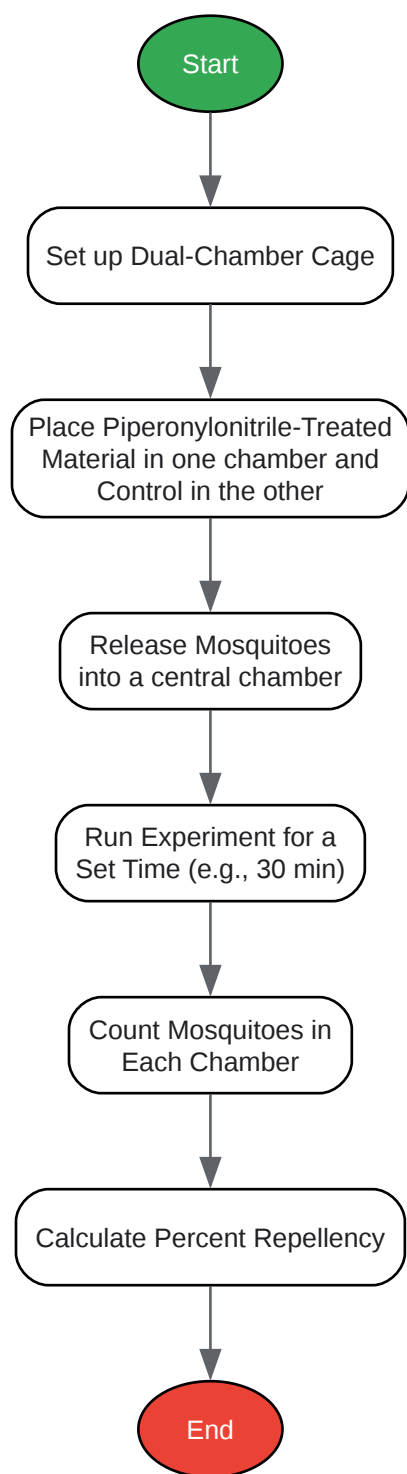 Start
Set up Dual-Chamber Cage
Place Piperonylonitrile-Treated
Material in one chamber and
Control in the other
Release Mosquitoes
into a central chamber
Run Experiment for a
Set Time (e.g., 30 min)
Count Mosquitoes in
Each Chamber
Calculate Percent Repellency
End